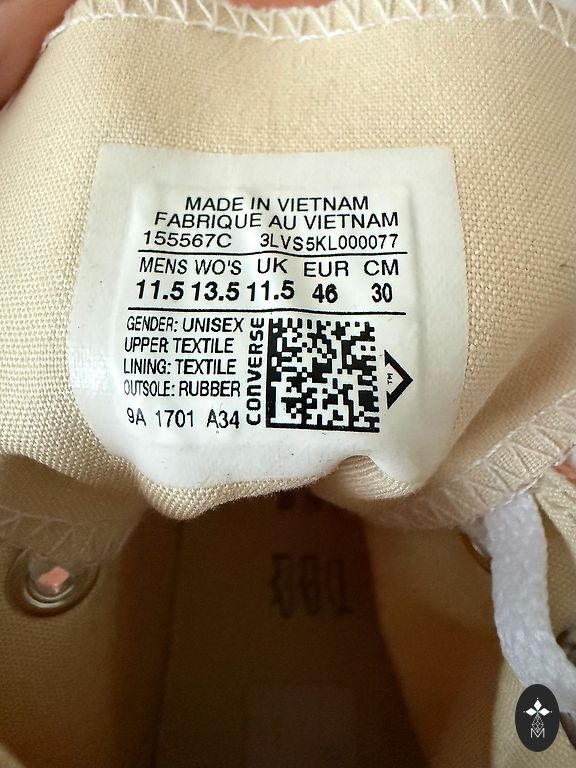 MADE IN VIETNAM
FABRIQUE AU VIETNAM
155567C 3LVS5KL000077
MENS WO'S UK EUR CM
11.5 13.5 11.5 46 30
GENDER: UNISEX
UPPER TEXTILE
LINING: TEXTILE
OUTSOLE: RUBBER
9A 1701 A34
CONVERSE
TM
M